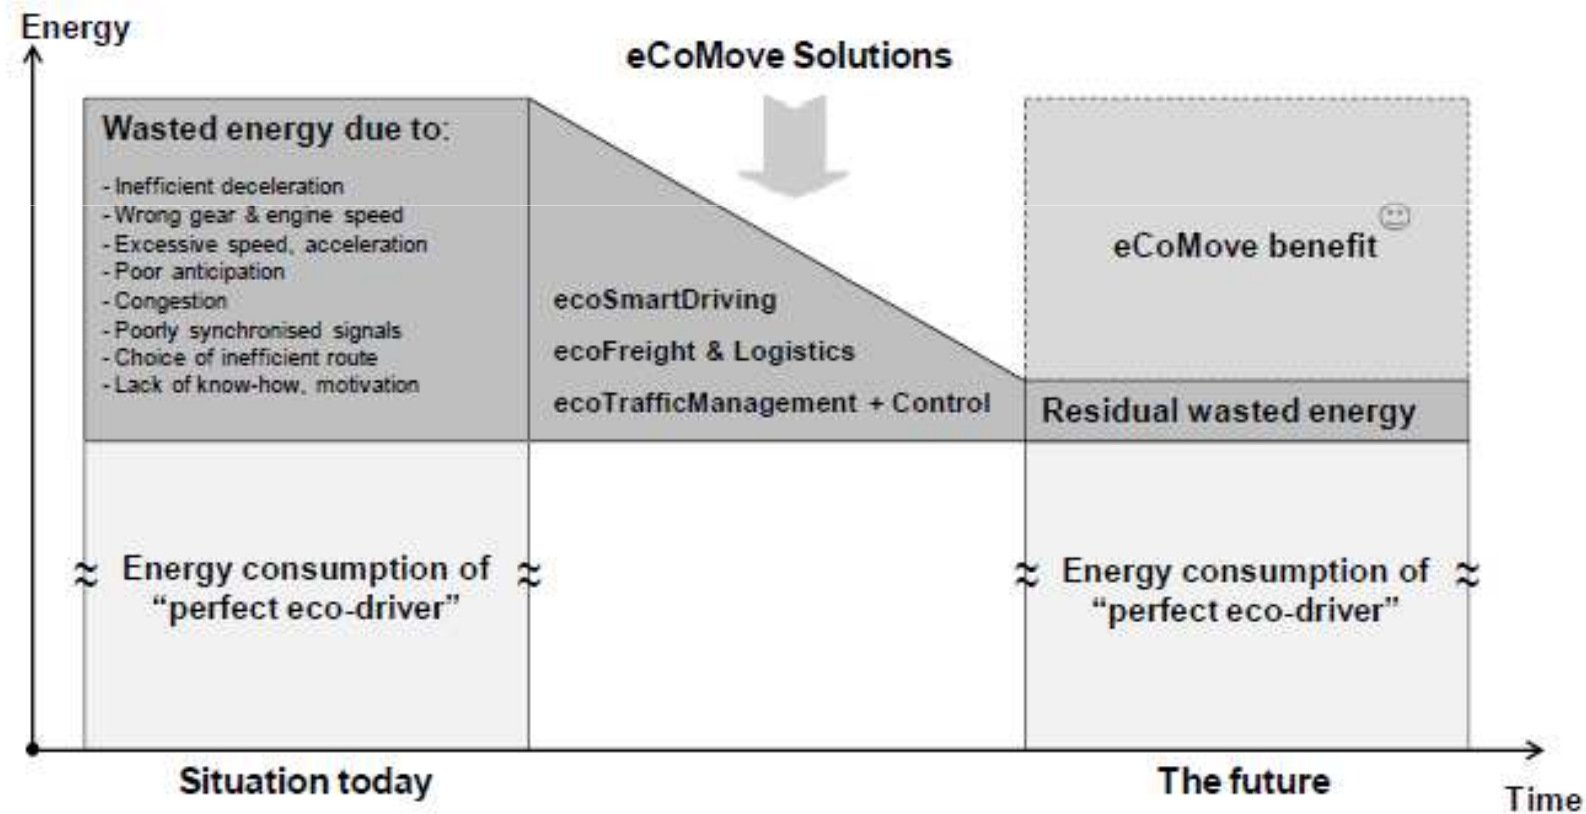 Energy
eCoMove Solutions
Wasted energy due to:
- Inefficient deceleration
- Wrong gear & engine speed
- Excessive speed, acceleration
- Poor anticipation
- Congestion
- Poorly synchronised signals
- Choice of inefficient route
- Lack of know-how, motivation
ecoSmartDriving
ecoFreight & Logistics
ecoTrafficManagement + Control
eCoMove benefit
Residual wasted energy
≈ Energy consumption of ≈
“perfect eco-driver”
≈ Energy consumption of ≈
“perfect eco-driver”
Situation today
The future
Time